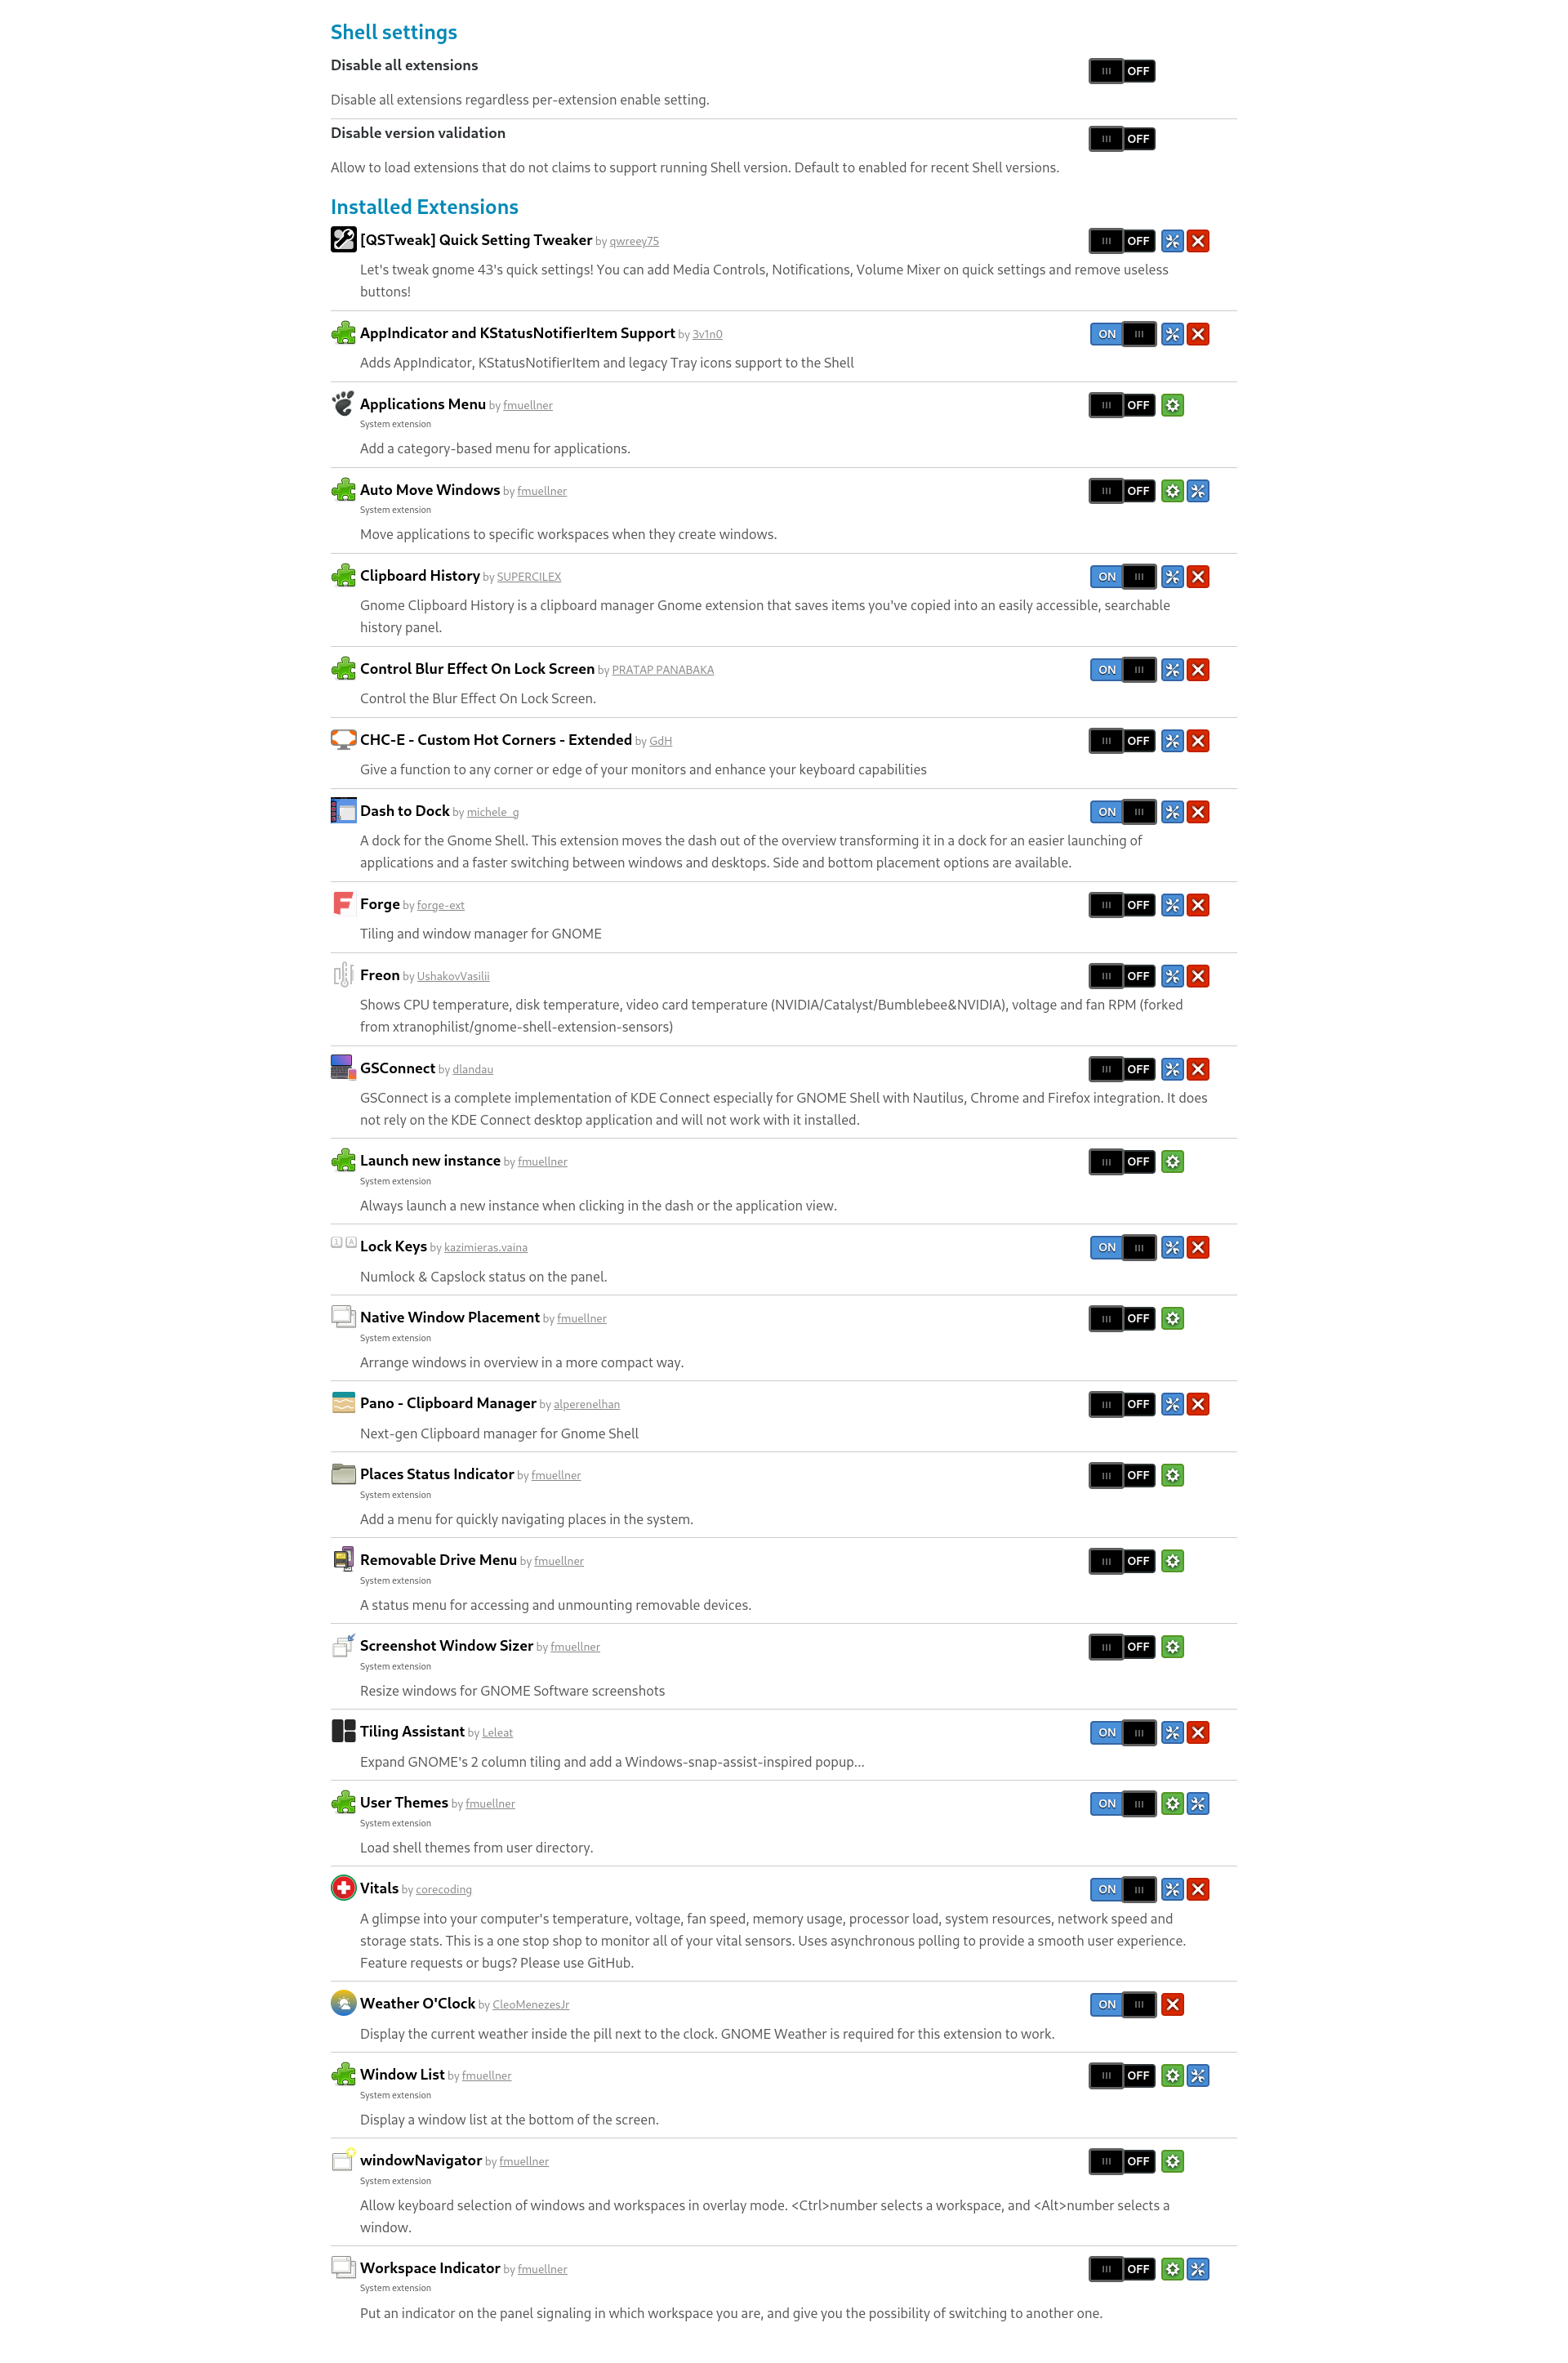 Shell settings
Disable all extensions
OFF
Disable all extensions regardless per-extension enable setting.
Disable version validation
OFF
Allow to load extensions that do not claims to support running Shell version. Default to enabled for recent Shell versions.
Installed Extensions
[QSTweak] Quick Setting Tweaker by qwreey75
OFF
Let's tweak gnome 43's quick settings! You can add Media Controls, Notifications, Volume Mixer on quick settings and remove useless
buttons!
AppIndicator and KStatusNotifierItem Support by 3v1n0
ON
Adds AppIndicator, KStatusNotifierItem and legacy Tray icons support to the Shell
Applications Menu by fmuellner
OFF
System extension
Add a category-based menu for applications.
Auto Move Windows by fmuellner
OFF
System extension
Move applications to specific workspaces when they create windows.
Clipboard History by SUPERCILEX
ON
Gnome Clipboard History is a clipboard manager Gnome extension that saves items you've copied into an easily accessible, searchable
history panel.
Control Blur Effect On Lock Screen by PRATAP PANABAKA
ON
Control the Blur Effect On Lock Screen.
CHC-E - Custom Hot Corners - Extended by GdH
OFF
Give a function to any corner or edge of your monitors and enhance your keyboard capabilities
Dash to Dock by michele_g
ON
A dock for the Gnome Shell. This extension moves the dash out of the overview transforming it in a dock for an easier launching of
applications and a faster switching between windows and desktops. Side and bottom placement options are available.
Forge by forge-ext
OFF
Tiling and window manager for GNOME
Freon by UshakovVasilii
OFF
Shows CPU temperature, disk temperature, video card temperature (NVIDIA/Catalyst/Bumblebee&NVIDIA), voltage and fan RPM (forked
from xtranophilist/gnome-shell-extension-sensors)
GSConnect by dlandau
OFF
GSConnect is a complete implementation of KDE Connect especially for GNOME Shell with Nautilus, Chrome and Firefox integration. It does
not rely on the KDE Connect desktop application and will not work with it installed.
Launch new instance by fmuellner
OFF
System extension
Always launch a new instance when clicking in the dash or the application view.
Lock Keys by kazimieras.vaina
ON
Numlock & Capslock status on the panel.
Native Window Placement by fmuellner
OFF
System extension
Arrange windows in overview in a more compact way.
Pano - Clipboard Manager by alperenelhan
OFF
Next-gen Clipboard manager for Gnome Shell
Places Status Indicator by fmuellner
OFF
System extension
Add a menu for quickly navigating places in the system.
Removable Drive Menu by fmuellner
OFF
System extension
A status menu for accessing and unmounting removable devices.
Screenshot Window Sizer by fmuellner
OFF
System extension
Resize windows for GNOME Software screenshots
Tiling Assistant by Leleat
ON
Expand GNOME's 2 column tiling and add a Windows-snap-assist-inspired popup...
User Themes by fmuellner
ON
System extension
Load shell themes from user directory.
Vitals by corecoding
ON
A glimpse into your computer's temperature, voltage, fan speed, memory usage, processor load, system resources, network speed and
storage stats. This is a one stop shop to monitor all of your vital sensors. Uses asynchronous polling to provide a smooth user experience.
Feature requests or bugs? Please use GitHub.
Weather O'Clock by CleoMenezesJr
ON
Display the current weather inside the pill next to the clock. GNOME Weather is required for this extension to work.
Window List by fmuellner
OFF
System extension
Display a window list at the bottom of the screen.
windowNavigator by fmuellner
OFF
System extension
Allow keyboard selection of windows and workspaces in overlay mode. <Ctrl>number selects a workspace, and <Alt>number selects a
window.
Workspace Indicator by fmuellner
OFF
System extension
Put an indicator on the panel signaling in which workspace you are, and give you the possibility of switching to another one.